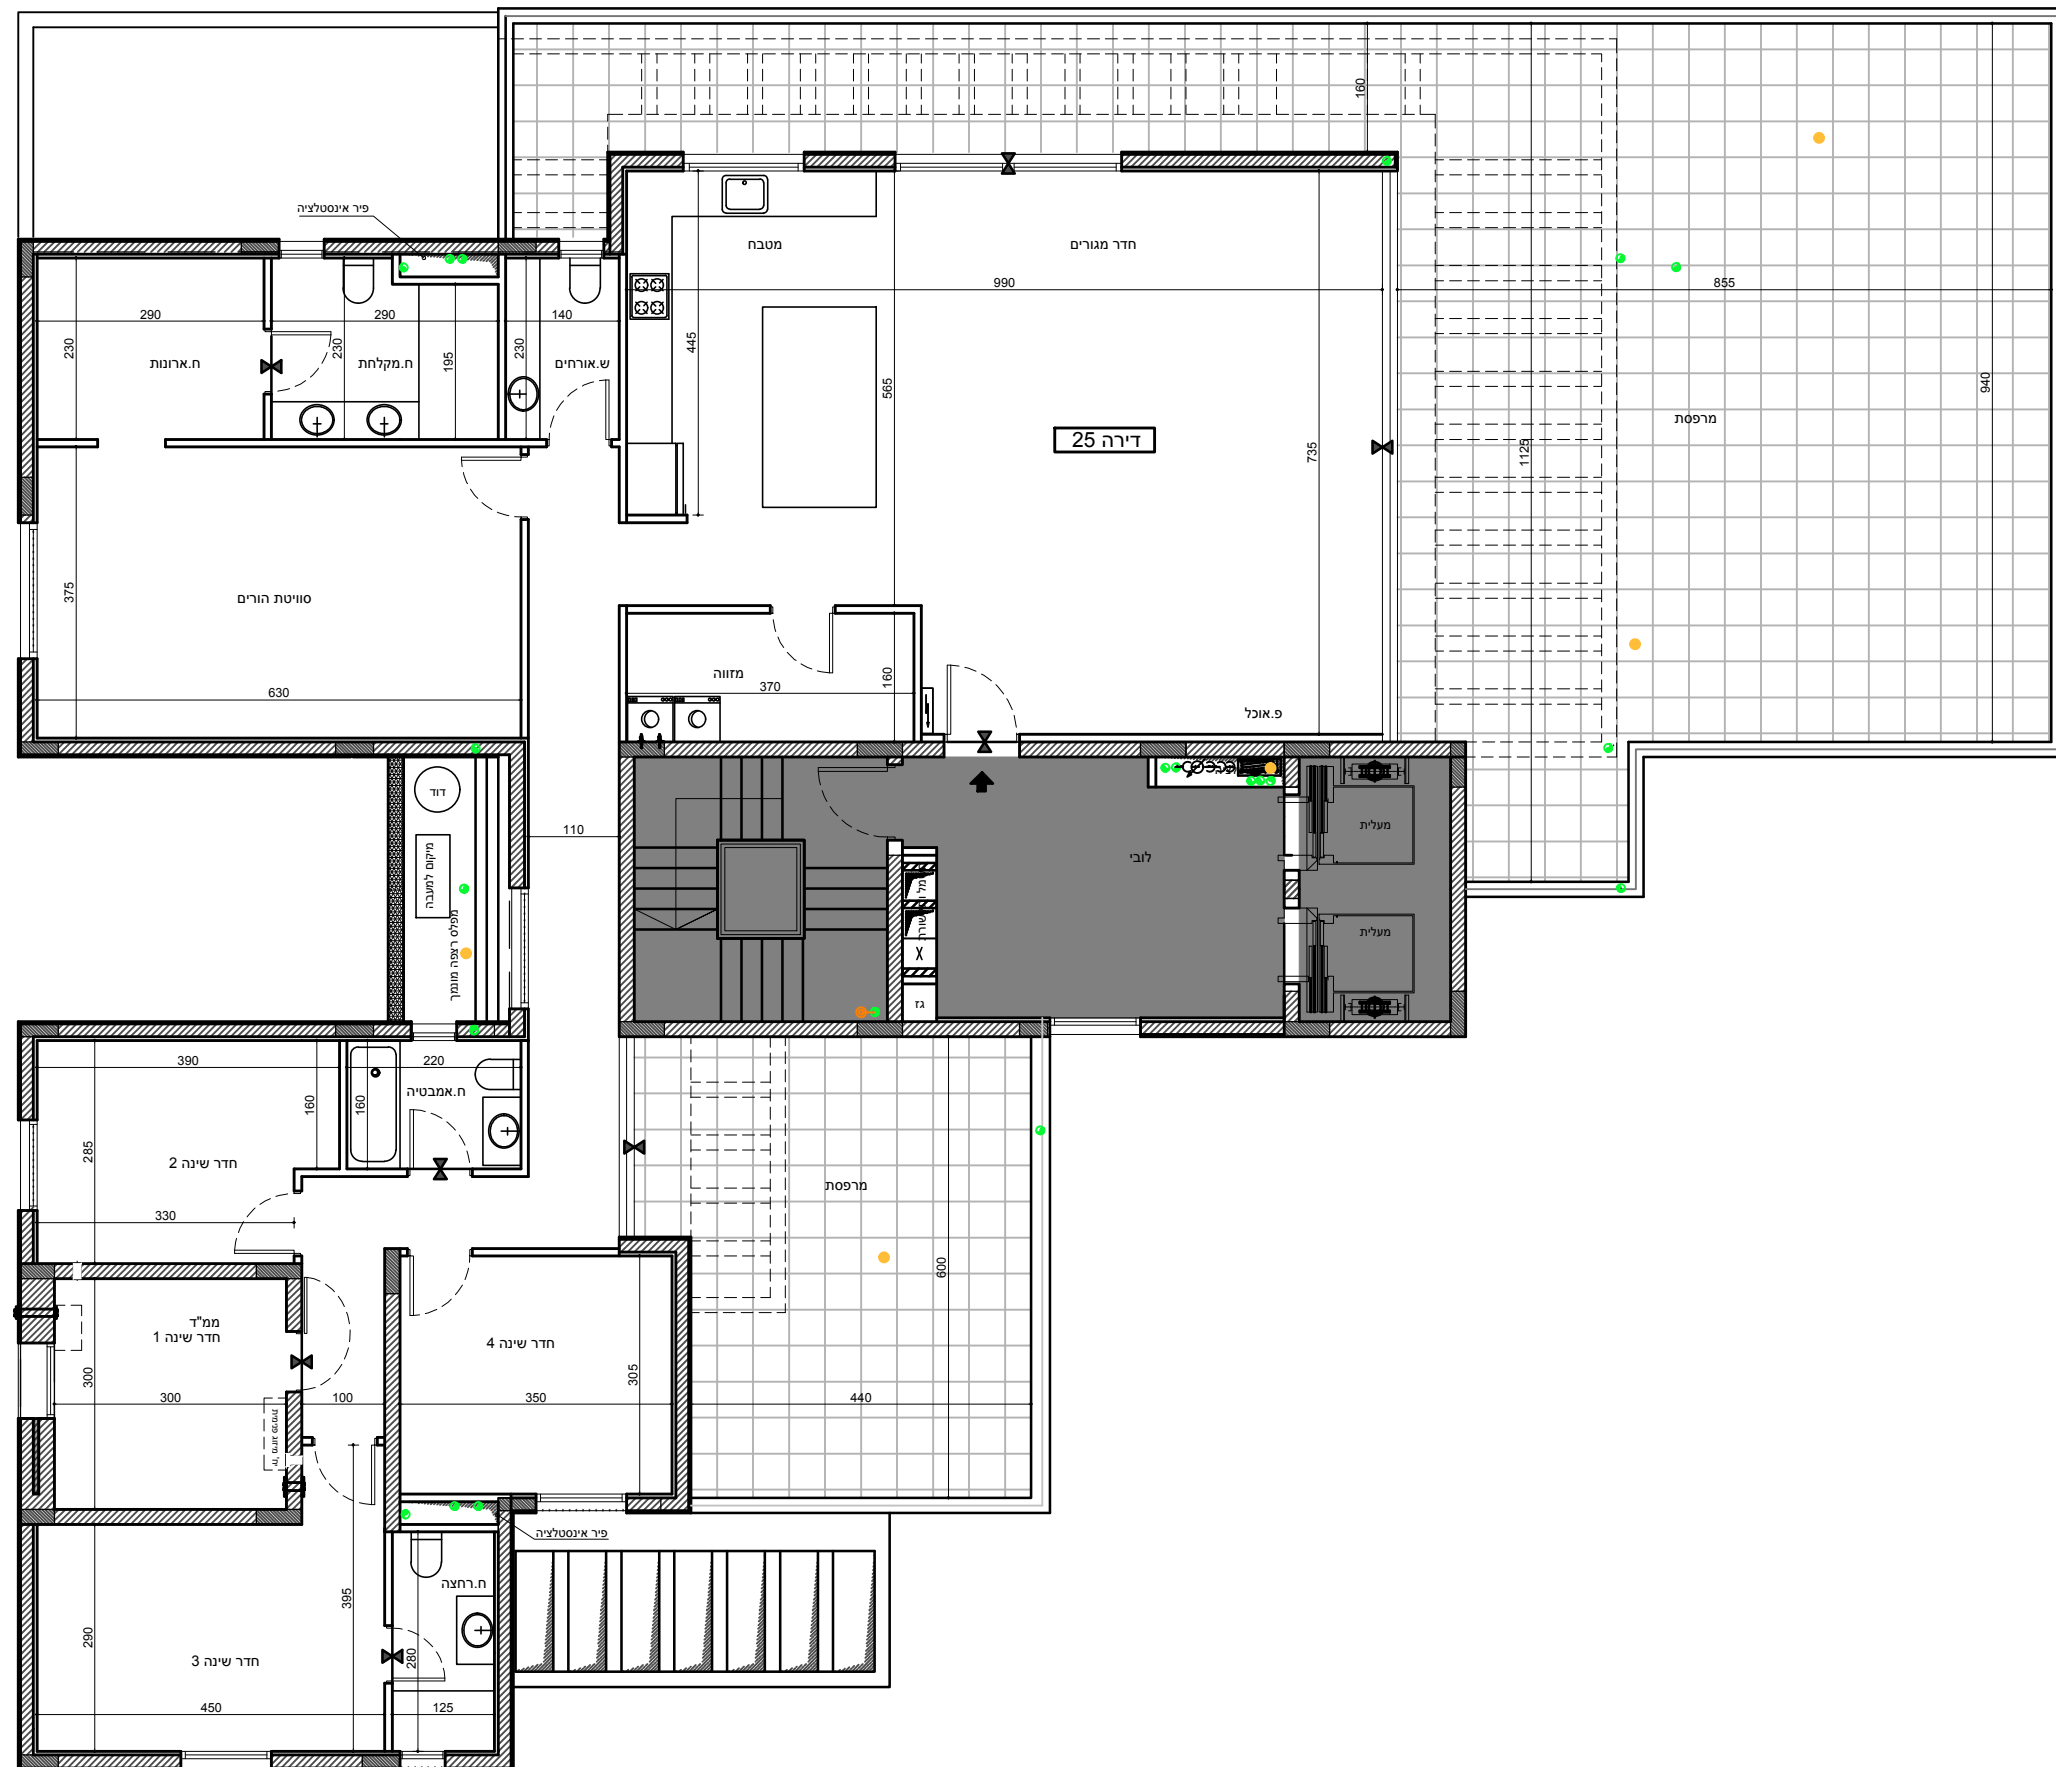 160
פיר אינסטלציה
מטבח
חדר מגורים
990
855
290
290
140
230
230
195
230
445
565
735
1125
940
ח.ארונות
ח.מקלחת
ש.אורחים
דירה 25
מרפסת
375
סוויטת הורים
630
מזווה
370
160
פ.אוכל
דוד
מיקום למעבה
מפלס רצפה מונמך
110
לובי
מעלית
מעלית
גז
390
220
160
160
285
ח.אמבטיה
חדר שינה 2
330
מרפסת
600
ממ"ד
חדר שינה 1
300
300
100
חדר שינה 4
350
305
440
פיר אינסטלציה
ח.רחצה
395
290
280
חדר שינה 3
450
125